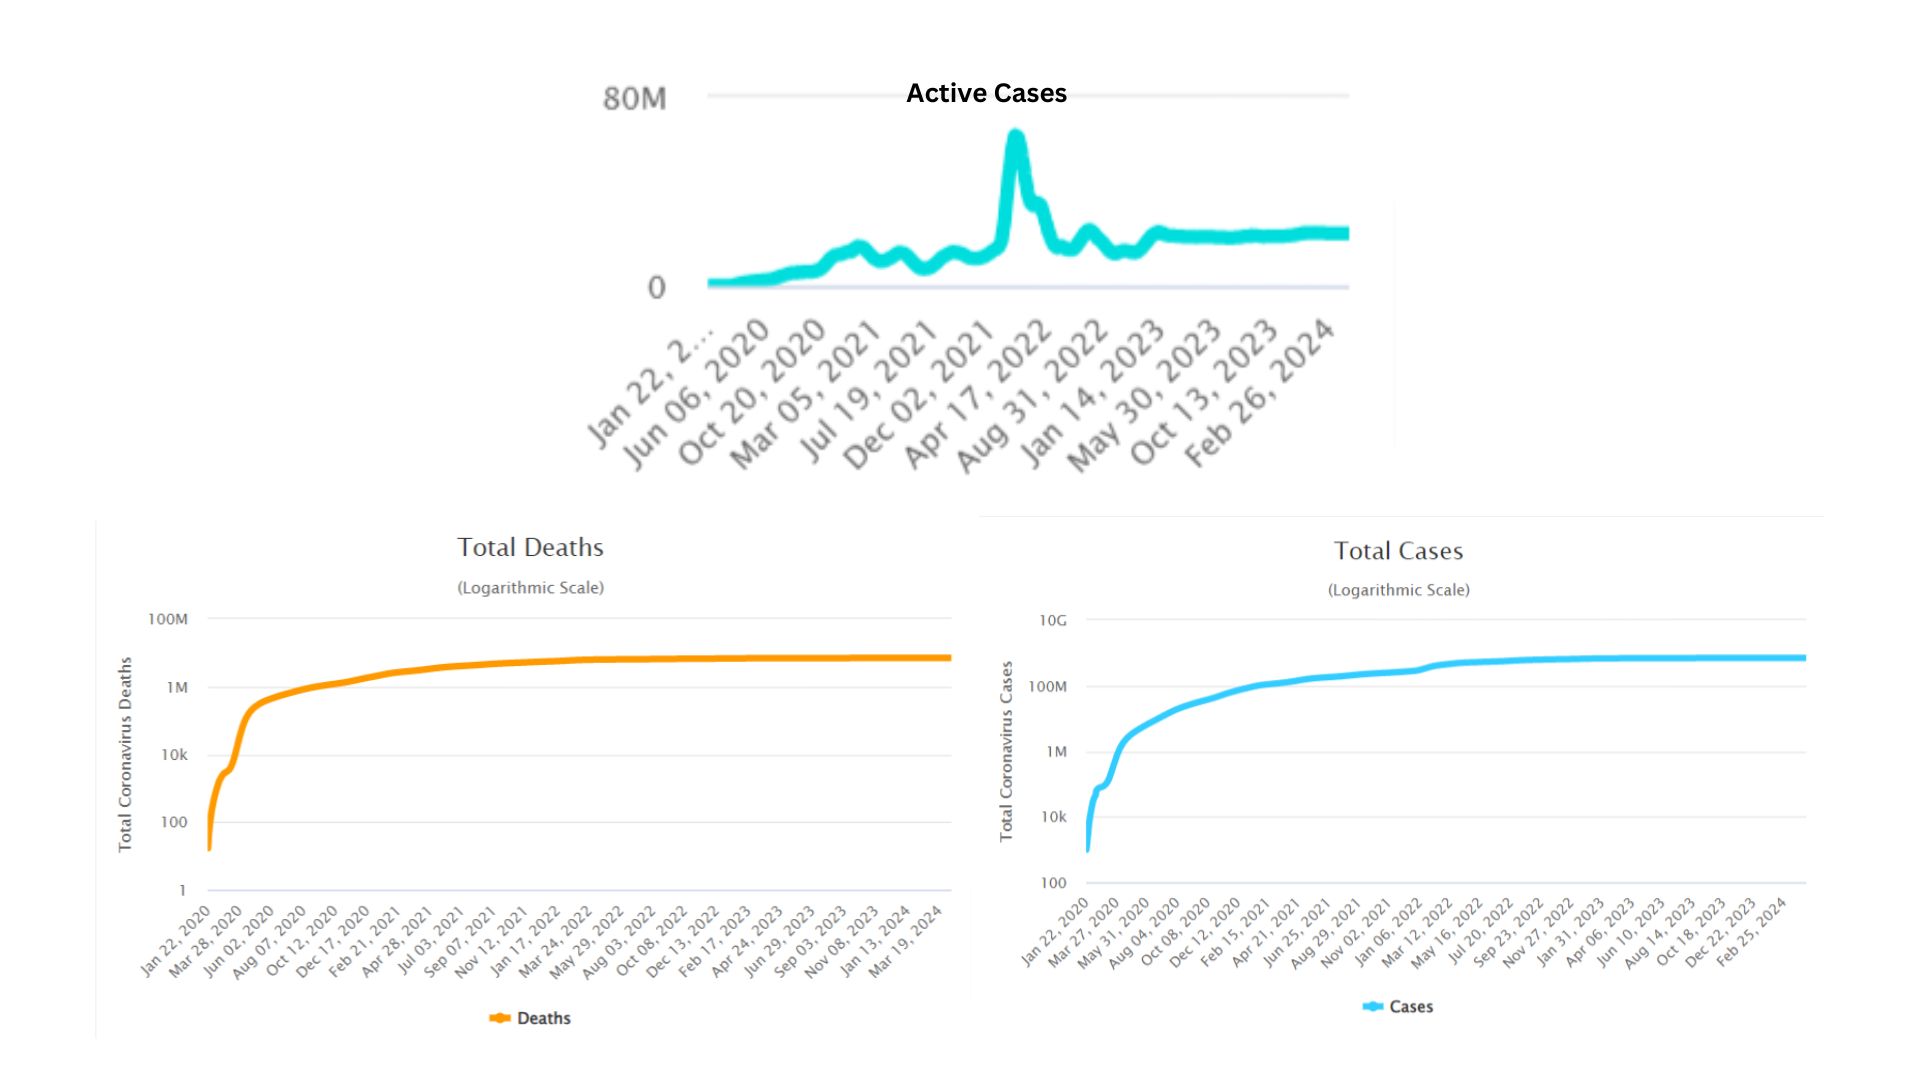 Active Cases
80M
0
Jan 22, 2...
Jun 06, 2020
Oct 20, 2020
Mar 05, 2021
Jul 19, 2021
Dec 02, 2021
Apr 17, 2022
Aug 31, 2022
Jan 14, 2023
May 30, 2023
Oct 13, 2023
Feb 26, 2024
Total Deaths
(Logarithmic Scale)
Total Coronavirus Deaths
100M
1M
10k
100
1
Jan 22, 2020
Mar 28, 2020
Jun 02, 2020
Aug 07, 2020
Oct 12, 2020
Dec 17, 2020
Feb 21, 2021
Apr 28, 2021
Jul 03, 2021
Sep 07, 2021
Nov 12, 2021
Jan 17, 2022
Mar 24, 2022
May 29, 2022
Aug 03, 2022
Oct 08, 2022
Dec 13, 2022
Feb 17, 2023
Apr 24, 2023
Jun 29, 2023
Sep 03, 2023
Nov 08, 2023
Jan 13, 2024
Mar 19, 2024
Deaths
Total Cases
(Logarithmic Scale)
Total Coronavirus Cases
10G
100M
1M
10k
100
Jan 22, 2020
Mar 27, 2020
May 31, 2020
Aug 04, 2020
Oct 08, 2020
Dec 12, 2020
Feb 15, 2021
Apr 21, 2021
Jun 25, 2021
Aug 29, 2021
Nov 02, 2021
Jan 06, 2022
Mar 12, 2022
May 16, 2022
Jul 20, 2022
Sep 23, 2022
Nov 27, 2022
Jan 31, 2023
Apr 06, 2023
Jun 10, 2023
Aug 14, 2023
Oct 18, 2023
Dec 22, 2023
Feb 25, 2024
Cases